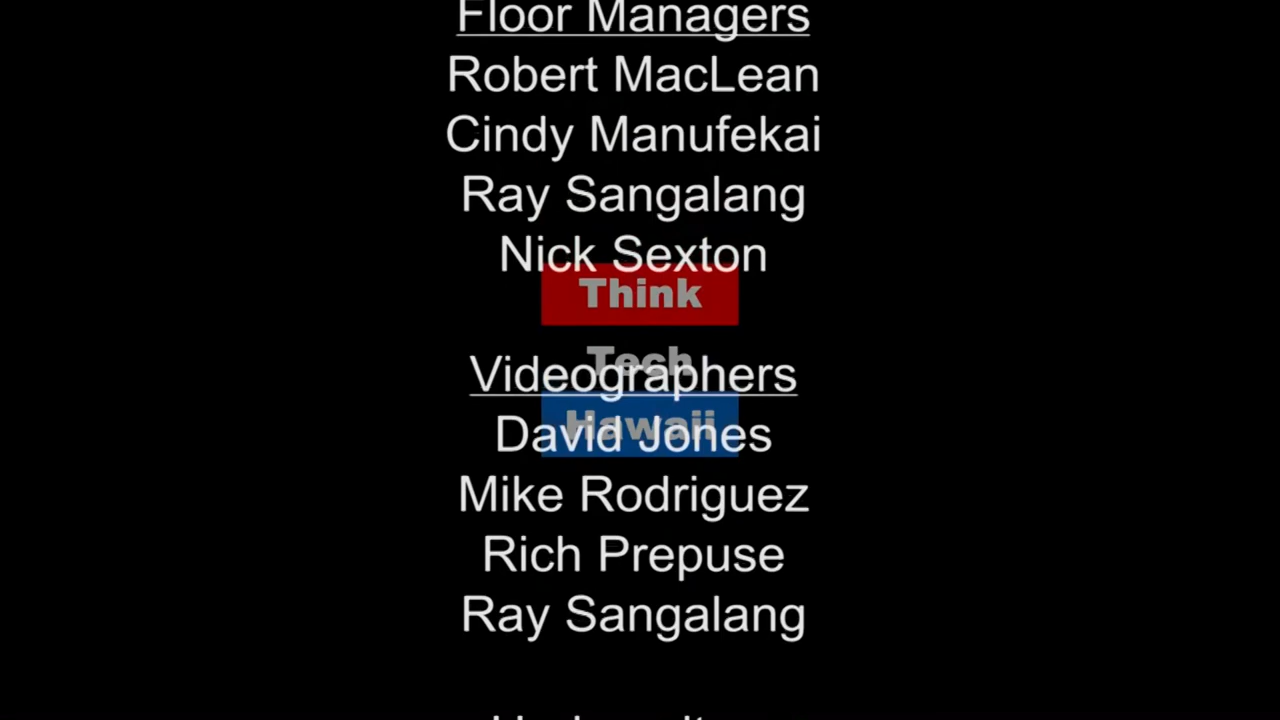 Floor Managers
Robert MacLean
Cindy Manufekai
Ray Sangalang
Nick Sexton
Think
Tech
Videographers
Hawaii
David Jones
Mike Rodriguez
Rich Prepuse
Ray Sangalang